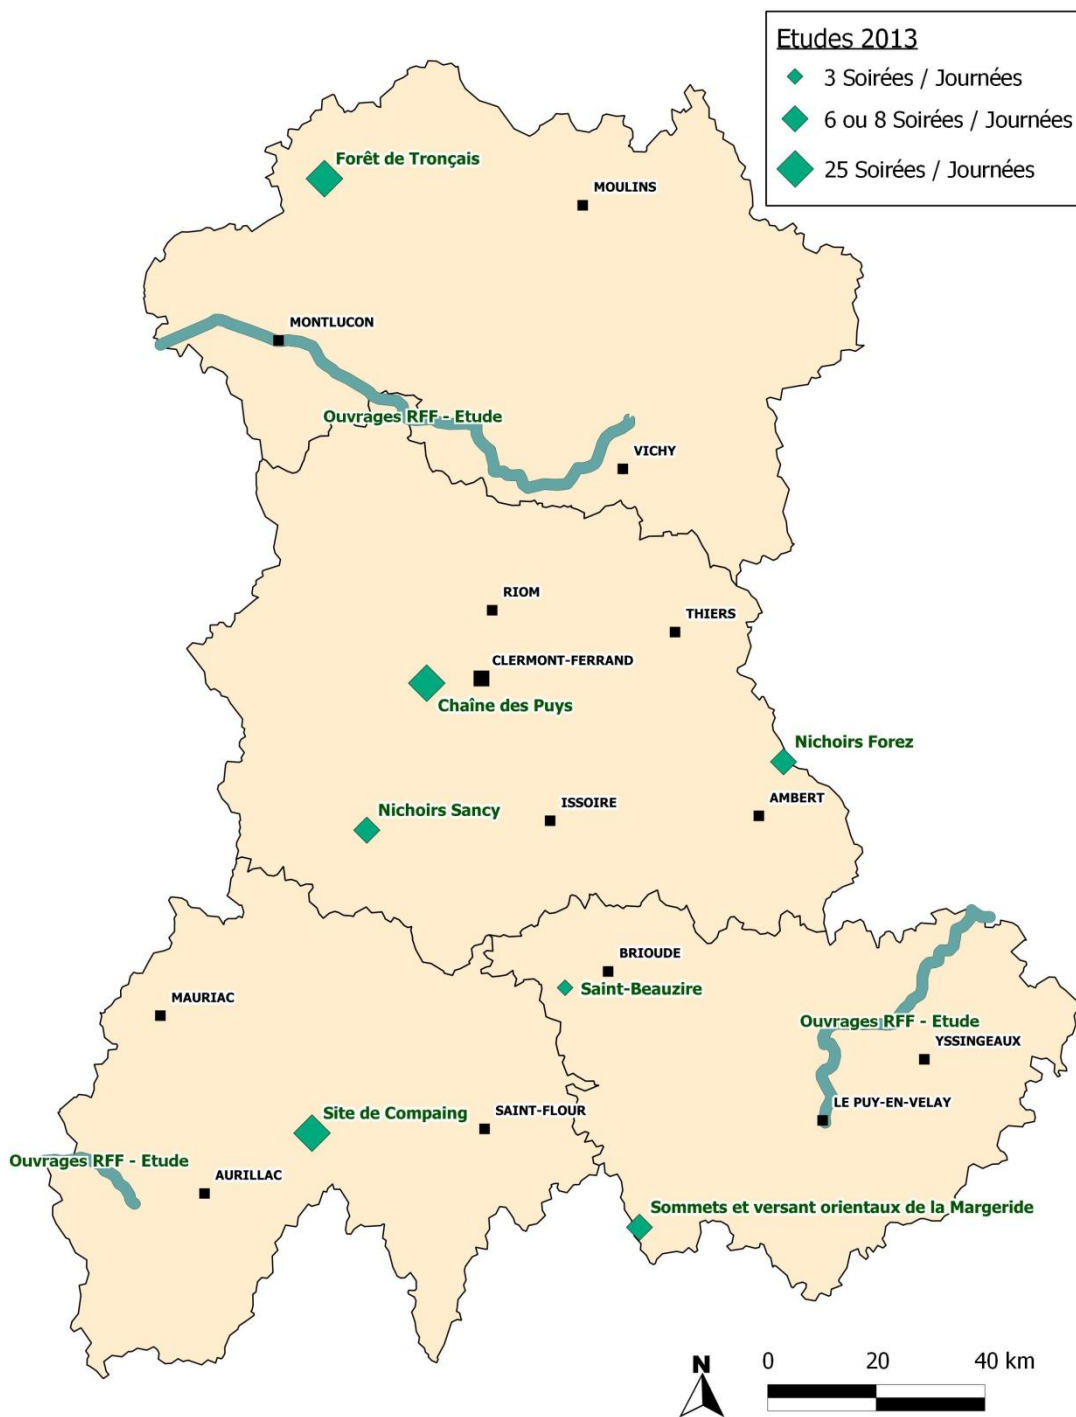 Etudes 2013
3 Soirées / Journées
6 ou 8 Soirées / Journées
25 Soirées / Journées
Forêt de Tronçais
MOULINS
MONTLUCON
Ouvrages RFF - Etude
VICHY
RIOM
THIERS
CLERMONT-FERRAND
Chaîne des Puys
Nichoirs Forez
Nichoirs Sancy
ISSOIRE
AMBERT
BRIOUDE
Saint-Beauzire
MAURIAC
Ouvrages RFF - Etude
YSSINGEAUX
LE PUY-EN-VELAY
Site de Compaing
SAINT-FLOUR
Ouvrages RFF - Etude
AURILLAC
Sommets et versant orientaux de la Margeride
N
0 20 40 km